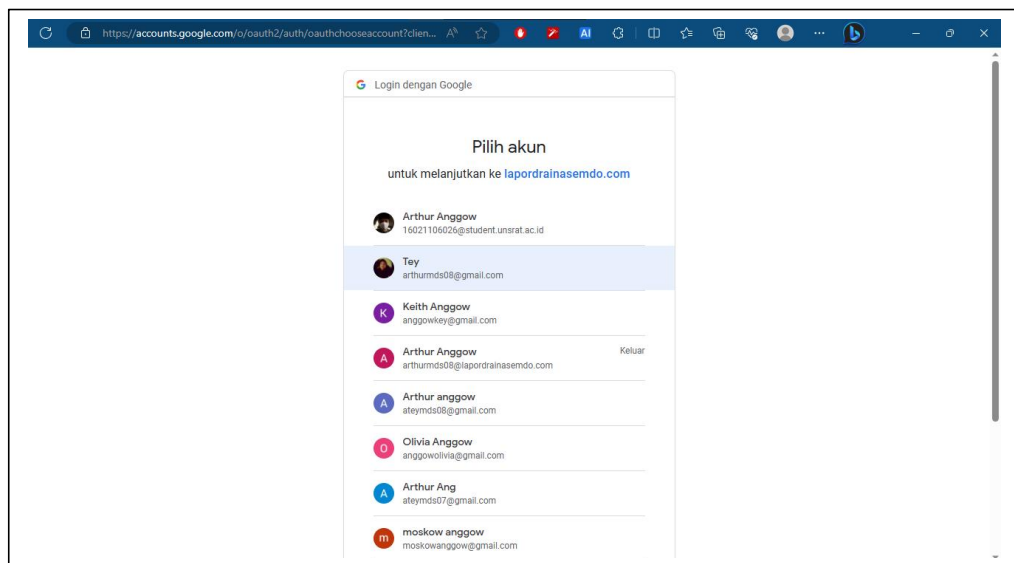 https://accounts.google.com/o/oauth2/auth/oauthchooseaccount?clien...
Login dengan Google
Pilih akun
untuk melanjutkan ke lapordrainasemdo.com
Arthur Anggow
16021106026@student.unsrat.ac.id
Tey
arthurmds08@gmail.com
Keith Anggow
anggowkey@gmail.com
Arthur Anggow Keluar
arthurmds08@lapordrainasemdo.com
Arthur anggow
ateymds08@gmail.com
Olivia Anggow
anggowolivia@gmail.com
Arthur Ang
ateymds07@gmail.com
moskow anggow
moskowanggow@gmail.com